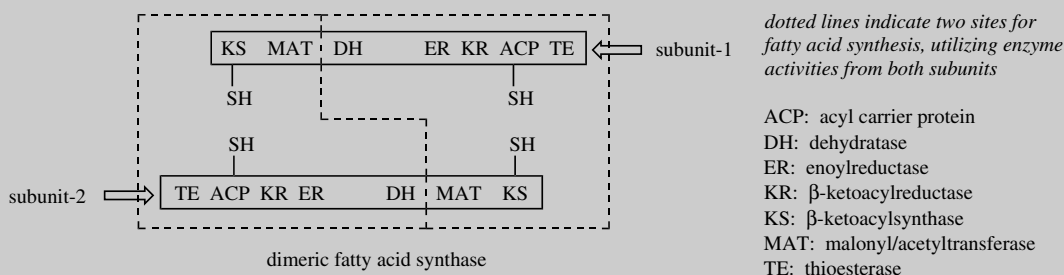 KS MAT DH ER KR ACP TE
subunit-1
SH SH
SH SH
subunit-2
TE ACP KR ER DH MAT KS
dimeric fatty acid synthase
dotted lines indicate two sites for
fatty acid synthesis, utilizing enzyme
activities from both subunits
ACP: acyl carrier protein
DH: dehydratase
ER: enoylreductase
KR: β-ketoacylreductase
KS: β-ketoacylsynthase
MAT: malonyl/acetyltransferase
TE: thioesterase